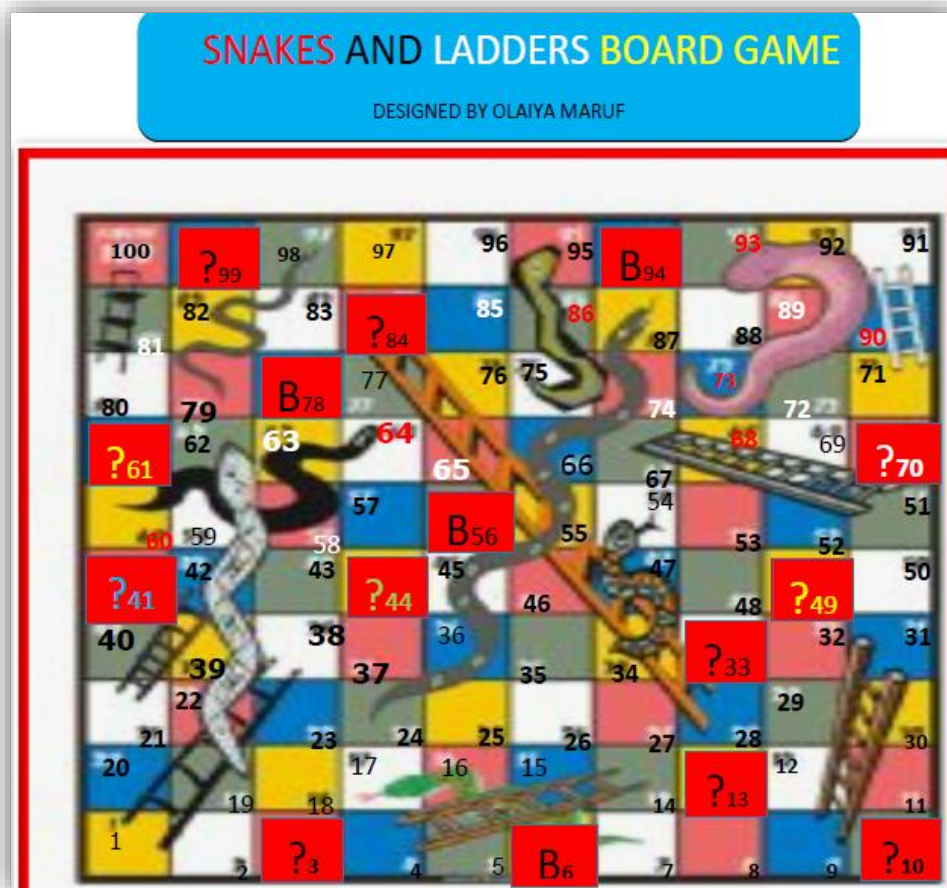 SNAKES AND LADDERS BOARD GAME
DESIGNED BY OLAIYA MARUF
100 ?99 98 97 96 95 B94 93 92 91
81 82 83 ?84 85 86 87 88 89 90
80 79 B78 77 76 75 74 73 72 71
?61 62 63 64 65 66 67 68 69 ?70
60 59 58 57 B56 55 54 53 52 51
?41 42 43 ?44 45 46 47 48 ?49 50
40 39 38 37 36 35 34 ?33 32 31
21 22 23 24 25 26 27 28 29 30
20 19 18 17 16 15 14 ?13 12 11
1 2 ?3 4 5 B6 7 8 9 ?10